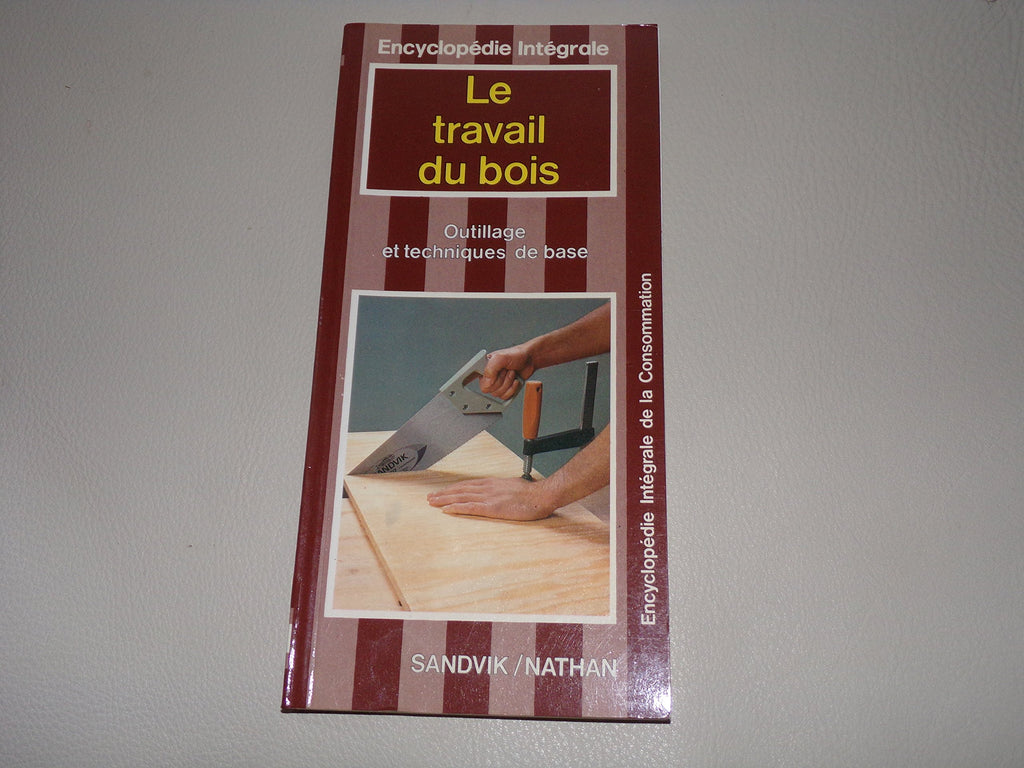 Encyclopédie Intégrale
Le
travail
du bois
Outillage
et techniques de base
SANDVIK
Encyclopédie Intégrale de la Consommation
SANDVIK / NATHAN